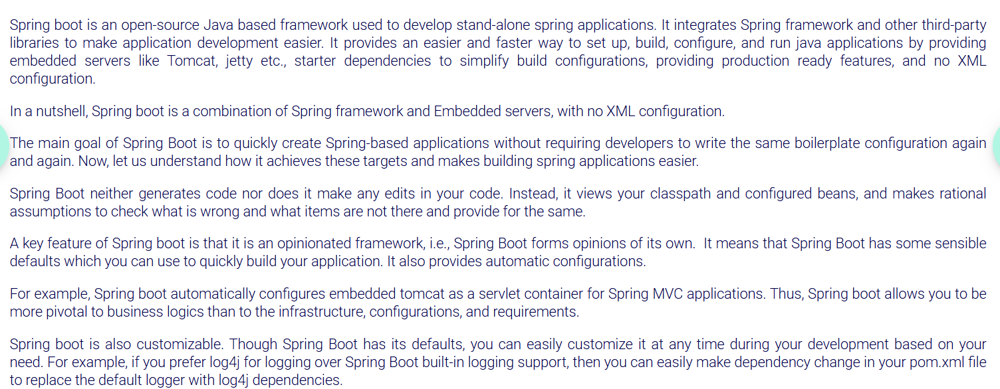 Spring boot is an open-source Java based framework used to develop stand-alone spring applications. It integrates Spring framework and other third-party
libraries to make application development easier. It provides an easier and faster way to set up, build, configure, and run java applications by providing
embedded servers like Tomcat, jetty etc., starter dependencies to simplify build configurations, providing production ready features, and no XML
configuration.
In a nutshell, Spring boot is a combination of Spring framework and Embedded servers, with no XML configuration.
The main goal of Spring Boot is to quickly create Spring-based applications without requiring developers to write the same boilerplate configuration again
and again. Now, let us understand how it achieves these targets and makes building spring applications easier.
Spring Boot neither generates code nor does it make any edits in your code. Instead, it views your classpath and configured beans, and makes rational
assumptions to check what is wrong and what items are not there and provide for the same.
A key feature of Spring boot is that it is an opinionated framework, i.e., Spring Boot forms opinions of its own. It means that Spring Boot has some sensible
defaults which you can use to quickly build your application. It also provides automatic configurations.
For example, Spring boot automatically configures embedded tomcat as a servlet container for Spring MVC applications. Thus, Spring boot allows you to be
more pivotal to business logics than to the infrastructure, configurations, and requirements.
Spring boot is also customizable. Though Spring Boot has its defaults, you can easily customize it at any time during your development based on your
need. For example, if you prefer log4j for logging over Spring Boot built-in logging support, then you can easily make dependency change in your pom.xml file
to replace the default logger with log4j dependencies.